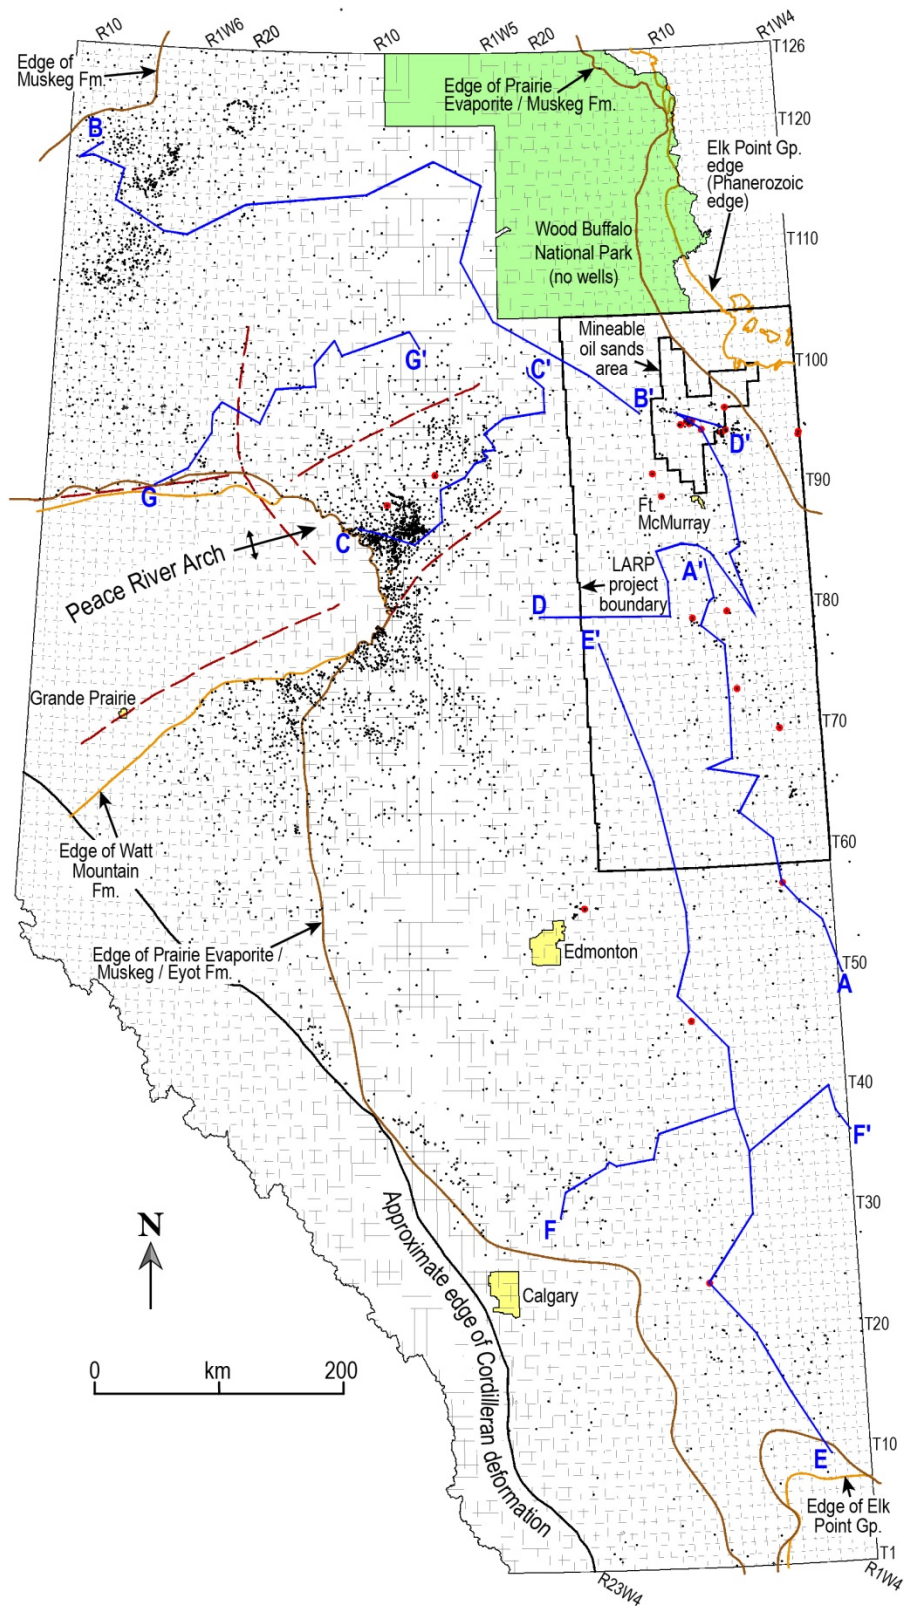 R10
R1W6
R20
R10
R1W5
R20
R10
R1W4
T126
Edge of
Muskeg Fm.
Edge of Prairie
Evaporite / Muskeg Fm.
T120
B
Elk Point Gp.
edge
(Phanerozoic
edge)
Wood Buffalo
National Park
(no wells)
T110
Mineable
oil sands
area
T100
G'
C'
B'
D'
T90
G
Ft.
McMurray
C
Peace River Arch
A'
LARP
project
boundary
T80
D
E'
Grande Prairie
T70
T60
Edge of Watt
Mountain
Fm.
Edge of Prairie Evaporite /
Muskeg / Eyot Fm.
Edmonton
T50
A
T40
F'
T30
F
N
Approximate edge of Cordilleran deformation
Calgary
T20
0 km 200
T10
E
Edge of Elk
Point Gp.
T1
R23W4
R1W4